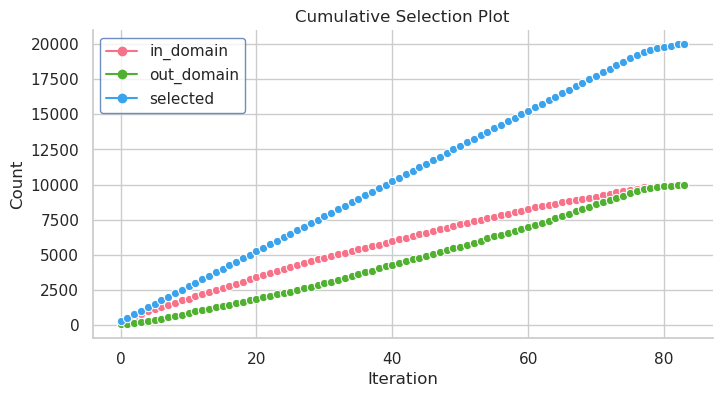 Cumulative Selection Plot
in_domain
out_domain
selected
20000
17500
15000
12500
10000
7500
5000
2500
0
Count
0 20 40 60 80
Iteration